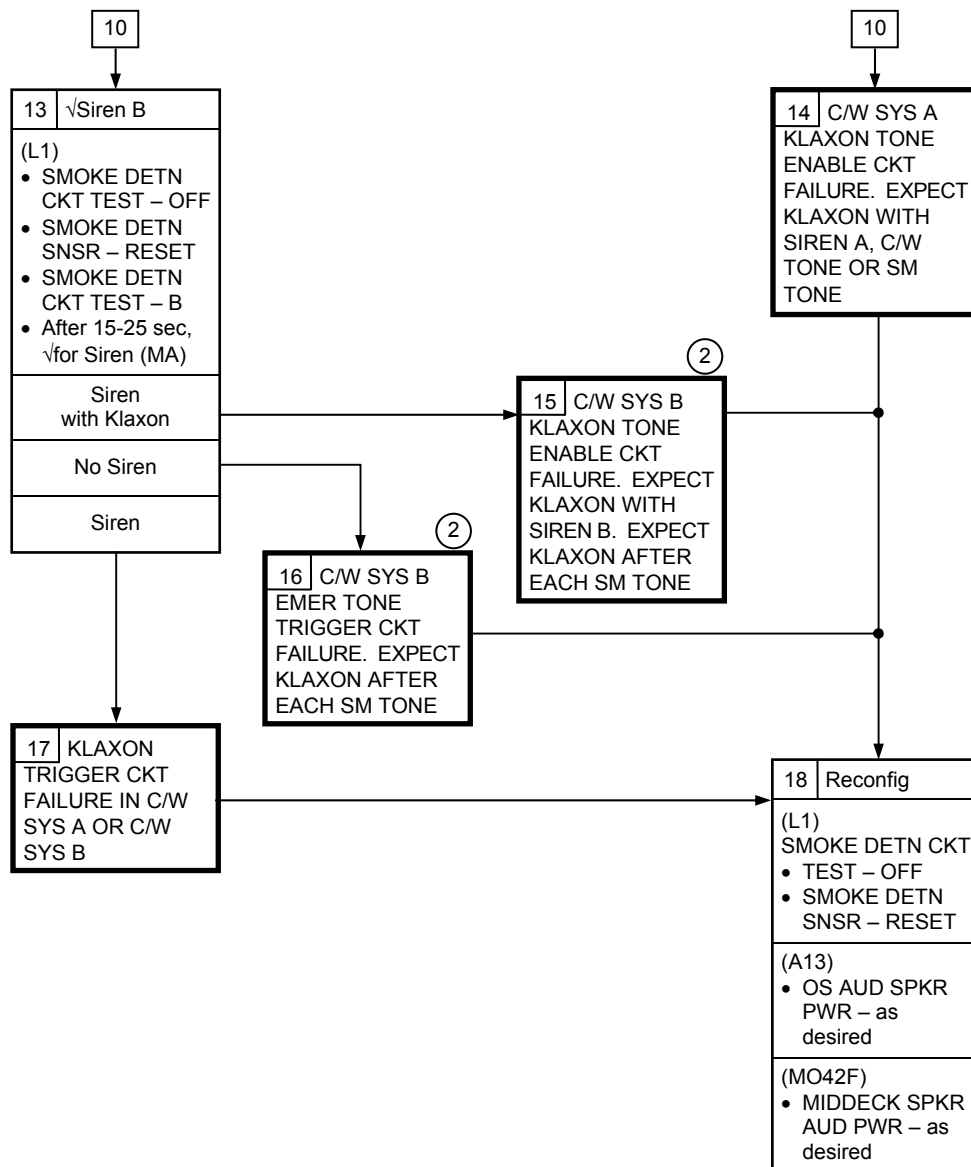 10
10
13 √Siren B
(L1)
• SMOKE DETN
CKT TEST – OFF
• SMOKE DETN
SNSR – RESET
• SMOKE DETN
CKT TEST – B
• After 15-25 sec,
√for Siren (MA)
Siren
with Klaxon
No Siren
Siren
14 C/W SYS A
KLAXON TONE
ENABLE CKT
FAILURE. EXPECT
KLAXON WITH
SIREN A, C/W
TONE OR SM
TONE
2
15 C/W SYS B
KLAXON TONE
ENABLE CKT
FAILURE. EXPECT
KLAXON WITH
SIREN B. EXPECT
KLAXON AFTER
EACH SM TONE
2
16 C/W SYS B
EMER TONE
TRIGGER CKT
FAILURE. EXPECT
KLAXON AFTER
EACH SM TONE
17 KLAXON
TRIGGER CKT
FAILURE IN C/W
SYS A OR C/W
SYS B
18 Reconfig
(L1)
SMOKE DETN CKT
• TEST – OFF
• SMOKE DETN
SNSR – RESET
(A13)
• OS AUD SPKR
PWR – as
desired
(MO42F)
• MIDDECK SPKR
AUD PWR – as
desired